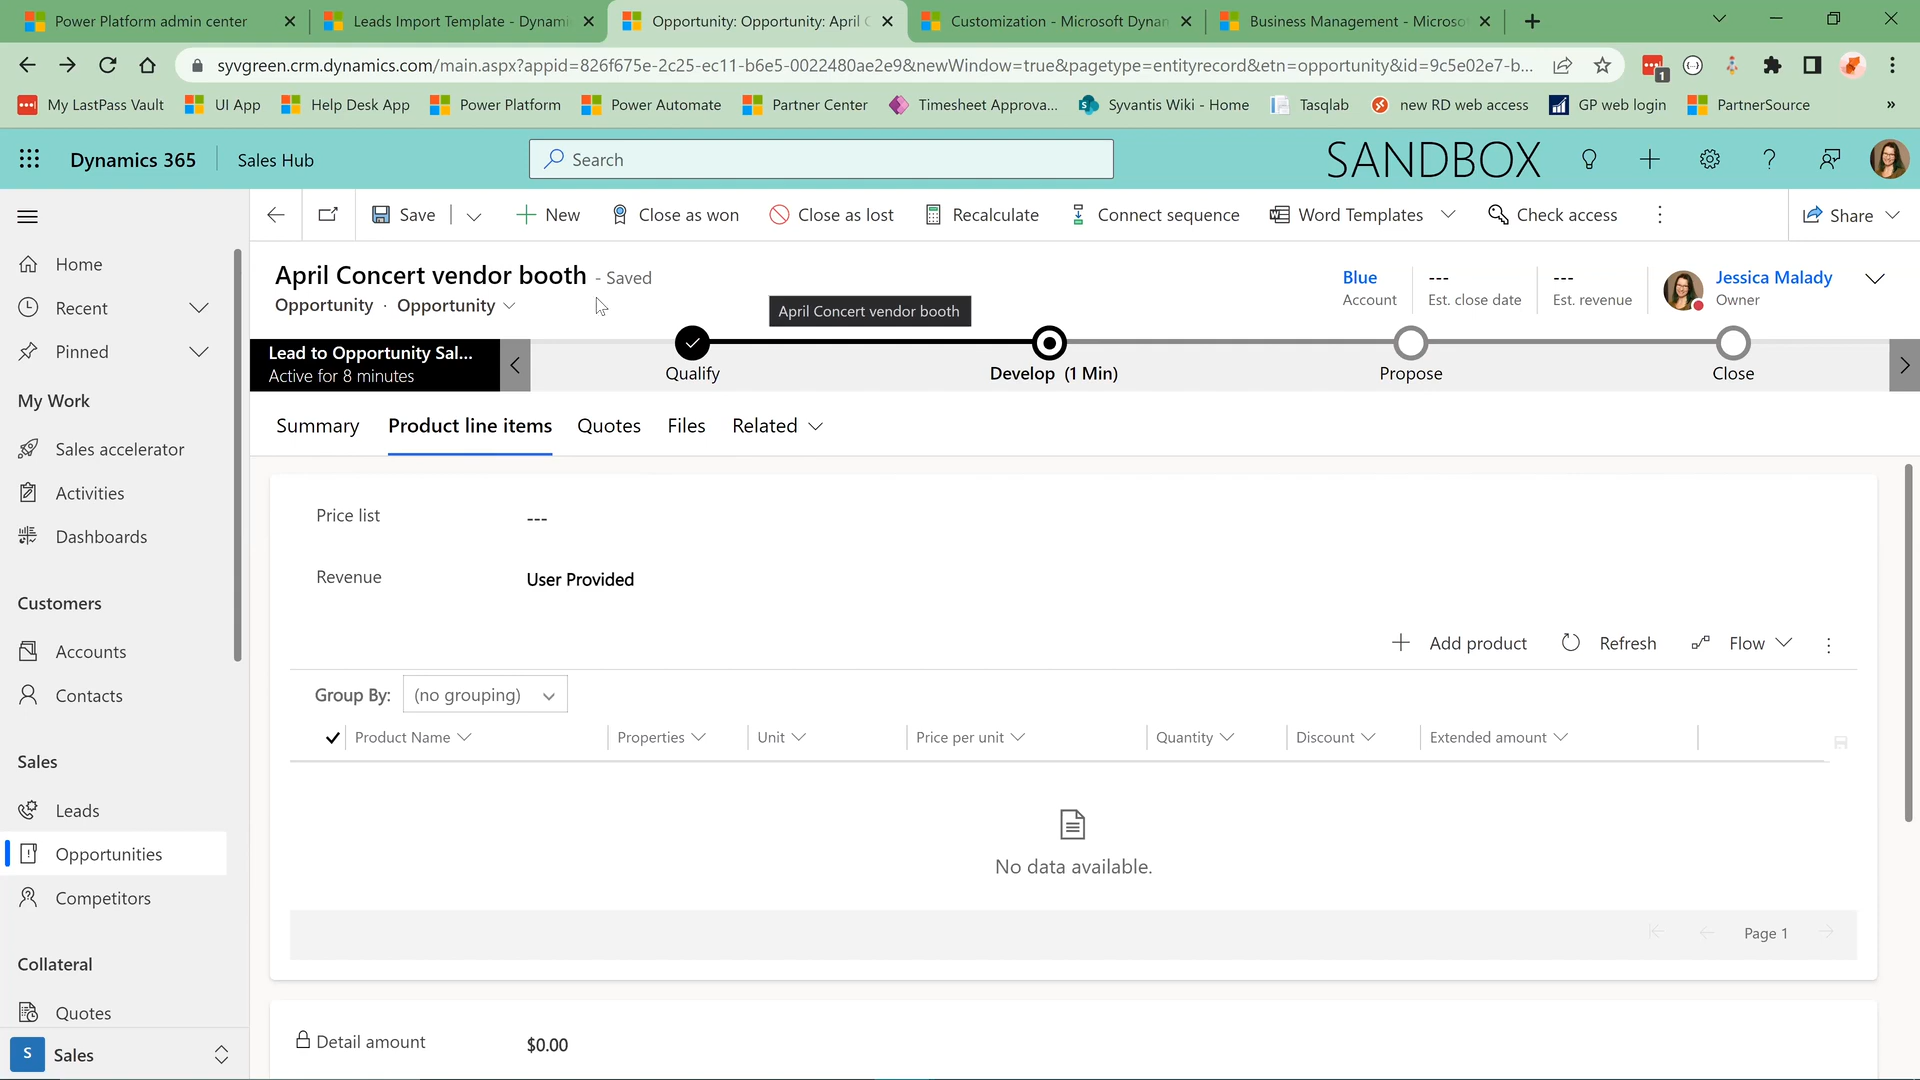 Power Platform admin center
Leads Import Template - Dynami
Opportunity: Opportunity: April C
Customization - Microsoft Dynan
Business Management - Microso
syvgreen.crm.dynamics.com/main.aspx?appid=826f675e-2c25-ec11-b6e5-0022480ae2e9&newWindow=true&pagetype=entityrecord&etn=opportunity&id=9c5e02e7-b...
1
My LastPass Vault
UI App
Help Desk App
Power Platform
Power Automate
Partner Center
Timesheet Approva...
Syvantis Wiki - Home
Tasqlab
new RD web access
GP web login
PartnerSource
»
Dynamics 365
Sales Hub
Search
SANDBOX
Save
New
Close as won
Close as lost
Recalculate
Connect sequence
Word Templates
Check access
Share
Home
Recent
Pinned
My Work
Sales accelerator
Activities
Dashboards
Customers
Accounts
Contacts
Sales
Leads
Opportunities
Competitors
Collateral
Quotes
S
Sales
April Concert vendor booth - Saved
Opportunity · Opportunity
April Concert vendor booth
Blue
Account
---
Est. close date
---
Est. revenue
Jessica Malady
Owner
Lead to Opportunity Sal...
Active for 8 minutes
Qualify
Develop (1 Min)
Propose
Close
Summary
Product line items
Quotes
Files
Related
Price list
---
Revenue
User Provided
Add product
Refresh
Flow
Group By:
(no grouping)
Product Name
Properties
Unit
Price per unit
Quantity
Discount
Extended amount
No data available.
Page 1
Detail amount
$0.00